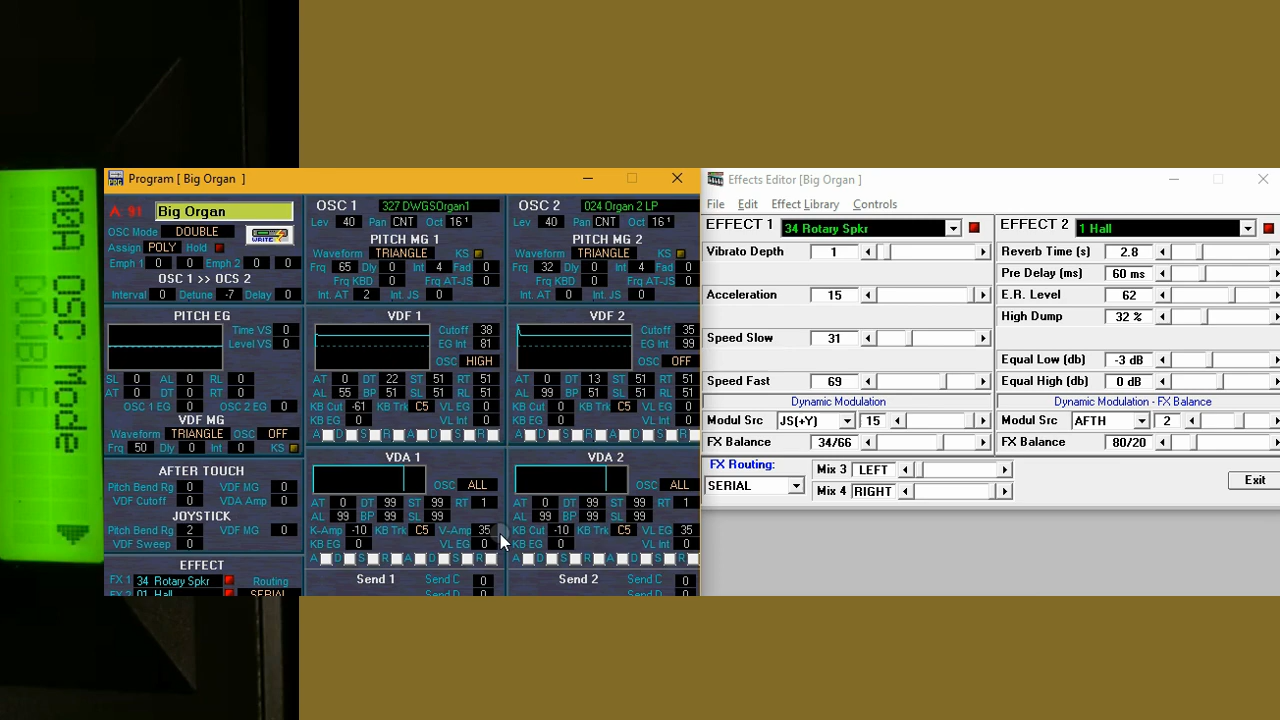 00A OSC Mode
DOUBLE
Program [ Big Organ ]
A: 91 Big Organ
OSC Mode DOUBLE
Assign POLY Hold
WRITE
Emph 1 0 0 Emph 2 0 0
OSC 1 >> OCS 2
Interval 0 Detune -7 Delay 0
PITCH EG
Time VS 0
Level VS 0
SL 0 AL 0 RL 0
AT 0 DT 0 RT 0
OSC 1 EG OSC 2 EG 0
VDF MG
Waveform TRIANGLE OSC OFF
Frq 50 Dly 0 Int 0 KS
AFTER TOUCH
Pitch Bend Rg 0 VDF MG 0
VDF Cutoff 0 VDA Amp 0
JOYSTICK
Pitch Bend Rg 2 VDF MG 0
VDF Sweep 0
EFFECT
FX 1 34 Rotary Spkr Routing
FX 2 01 Hall SERIAL
OSC 1 327 DWGSOrgan1
Lev 40 Pan CNT Oct 16'
PITCH MG 1
Waveform TRIANGLE KS
Frq 65 Dly 0 Int 4 Fad 0
Frq KBD 0 Frq AT-JS 0
Int. AT 2 Int. JS 0
VDF 1
Cutoff 38
EG Int 81
OSC HIGH
AT 0 DT 22 ST 51 RT 51
AL 55 BP 99 SL 51 RL 51
KB Cut -61 KB Trk C5 VL EG 0
KB EG 0 VL Int 0
A D S R A D S R
VDA 1
OSC ALL
AT 0 DT 99 ST 99 RT 1
AL 99 BP 99 SL 99
K-Amp -10 KB Trk C5 V-Amp 35
KB EG 0 VL EG 0
A D S R A D S R
Send 1 Send C 0
Send D
OSC 2 024 Organ 2 LP
Lev 40 Pan CNT Oct 16'
PITCH MG 2
Waveform TRIANGLE KS
Frq 32 Dly 0 Int 4 Fad 0
Frq KBD 0 Frq AT-JS 0
Int. AT 0 Int. JS 0
VDF 2
Cutoff 35
EG Int 99
OSC OFF
AT 0 DT 13 ST 51 RT 51
AL 99 BP 0 SL 51 RL 51
KB Cut 0 KB Trk C5 VL EG 0
KB EG 0 VL Int 0
A D S R A D S R
VDA 2
OSC ALL
AT 0 DT 99 ST 99 RT 1
AL 99 BP 99 SL 99
KB Cut -10 KB Trk C5 VL EG 35
KB EG 0 VL Int 0
A D S R A D S R
Send 2 Send C 0
Send D
Effects Editor [Big Organ ]
File Edit Effect Library Controls
EFFECT 1 34 Rotary Spkr
Vibrato Depth 1
Acceleration 15
Speed Slow 31
Speed Fast 69
Dynamic Modulation
Modul Src JS(+Y) 15
FX Balance 34/66
FX Routing:
SERIAL
Mix 3 LEFT
Mix 4 RIGHT
EFFECT 2 1 Hall
Reverb Time (s) 2.8
Pre Delay (ms) 60 ms
E.R. Level 62
High Dump 32 %
Equal Low (db) -3 dB
Equal High (db) 0 dB
Dynamic Modulation - FX Balance
Modul Src AFTH 2
FX Balance 80/20
Exit